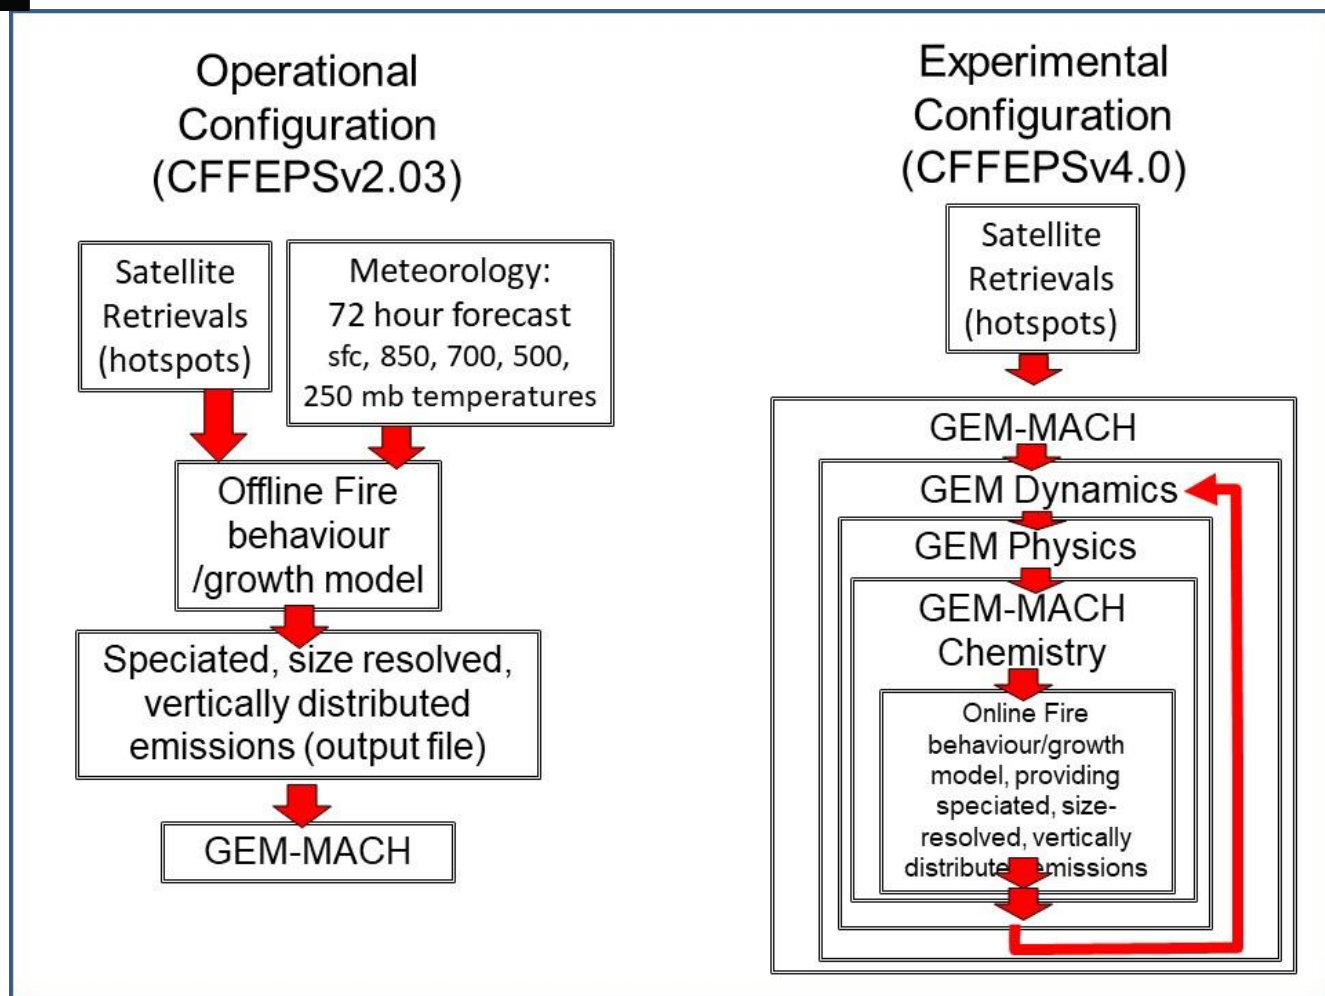 Operational
Configuration
(CFFEPSv2.03)
Satellite
Retrievals
(hotspots)
Meteorology:
72 hour forecast
sfc, 850, 700, 500,
250 mb temperatures
Offline Fire
behaviour
/growth model
Speciated, size resolved,
vertically distributed
emissions (output file)
GEM-MACH
Experimental
Configuration
(CFFEPSv4.0)
Satellite
Retrievals
(hotspots)
GEM-MACH
GEM Dynamics
GEM Physics
GEM-MACH
Chemistry
Online Fire
behaviour/growth
model, providing
speciated, size-
resolved, vertically
distributed emissions